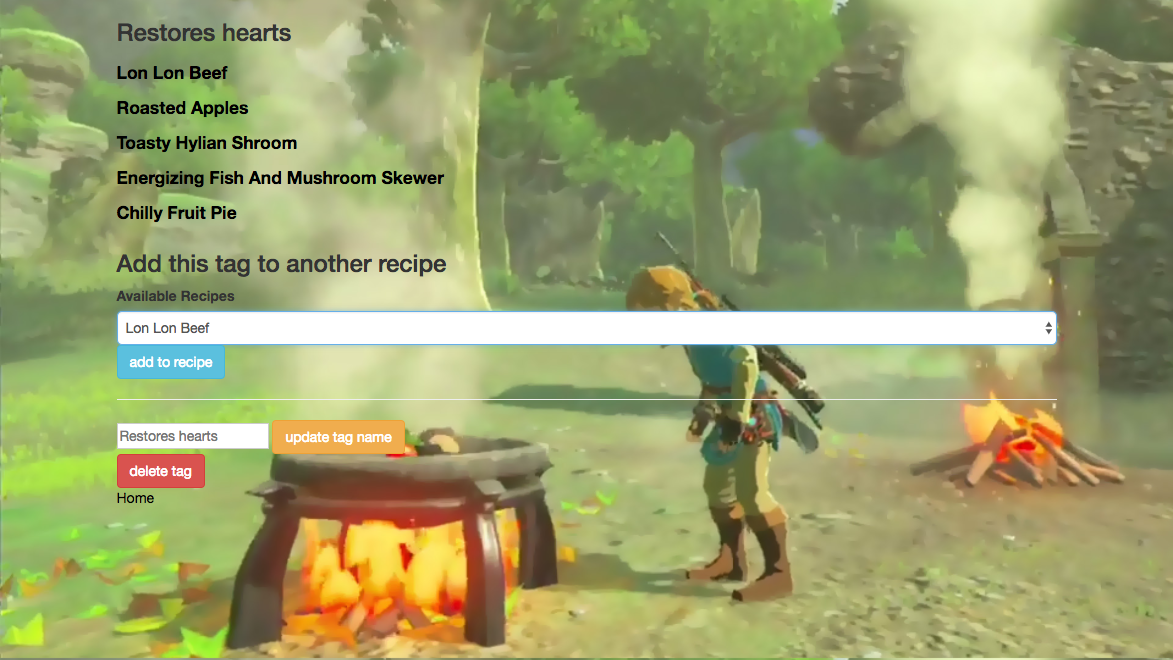 Restores hearts
Lon Lon Beef
Roasted Apples
Toasty Hylian Shroom
Energizing Fish And Mushroom Skewer
Chilly Fruit Pie
Add this tag to another recipe
Available Recipes
Lon Lon Beef
add to recipe
Restores hearts update tag name
delete tag
Home